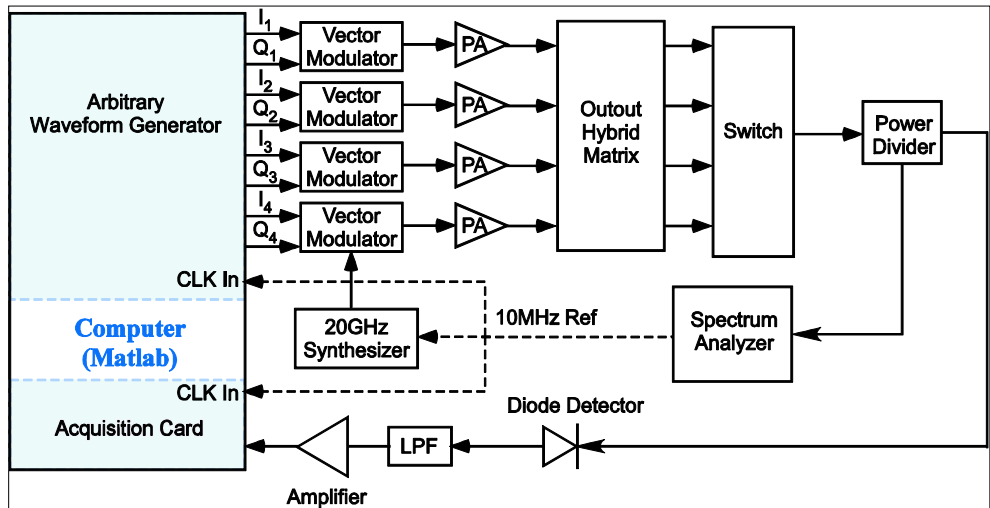 Arbitrary
Waveform Generator
I1
Q1
I2
Q2
I3
Q3
I4
Q4
CLK In
Computer
(Matlab)
CLK In
Acquisition Card
Vector
Modulator
Vector
Modulator
Vector
Modulator
Vector
Modulator
PA
PA
PA
PA
Outout
Hybrid
Matrix
Switch
Power
Divider
20GHz
Synthesizer
10MHz Ref
Spectrum
Analyzer
Diode Detector
LPF
Amplifier